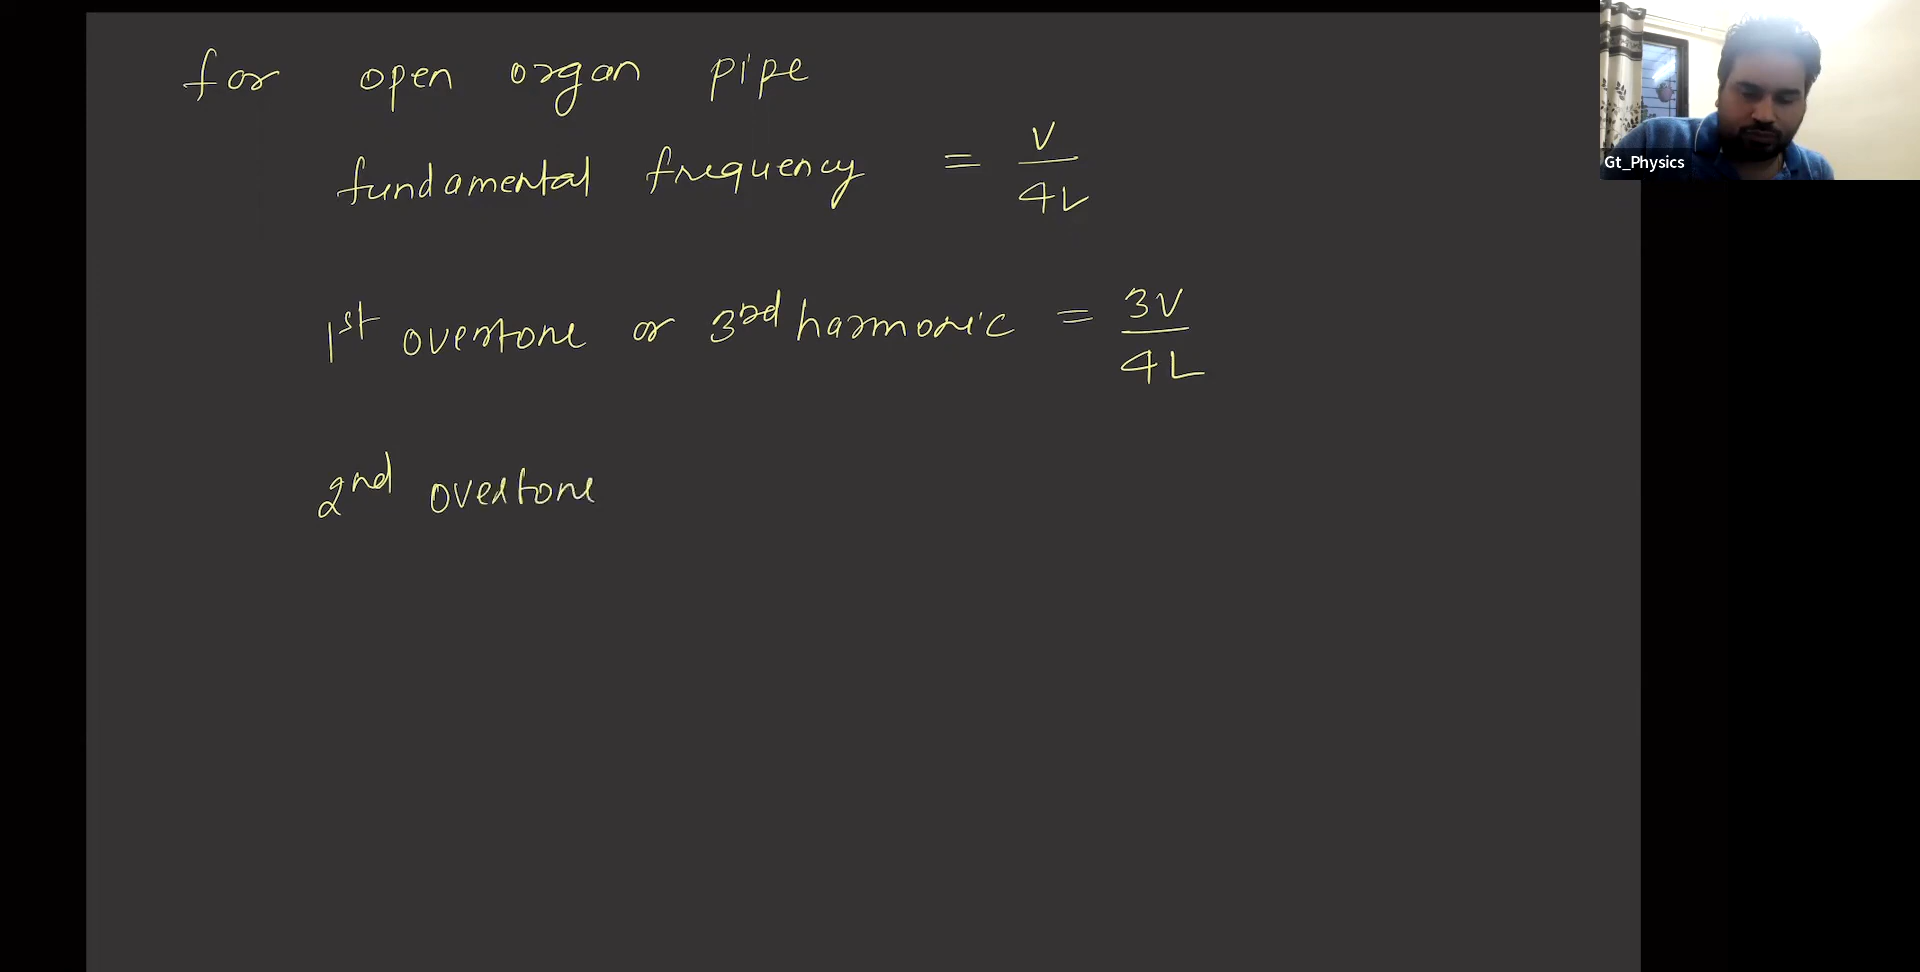 for open organ pipe
fundamental frequency = V/4L
1st overtone or 3rd harmonic = 3V/4L
2nd overtone
Gt_Physics